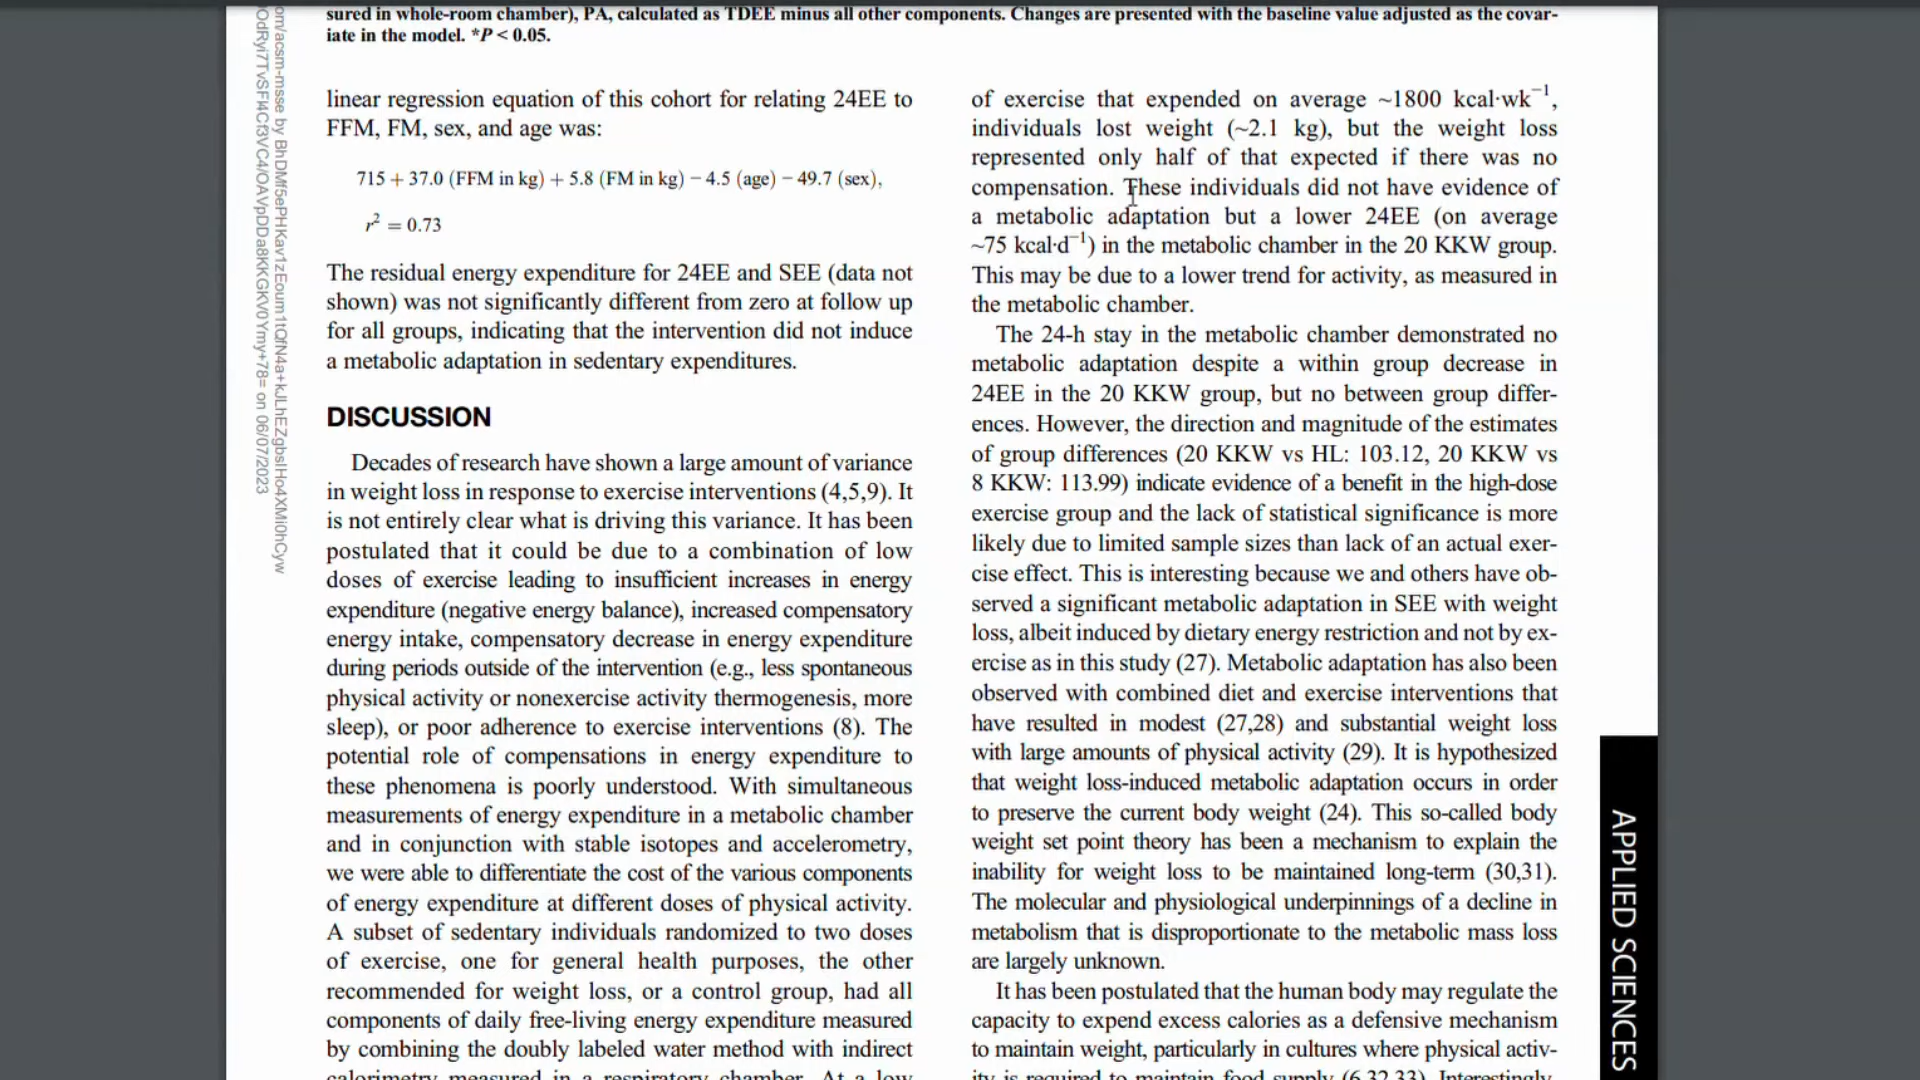 sured in whole-room chamber), PA, calculated as TDEE minus all other components. Changes are presented with the baseline value adjusted as the covar-
iate in the model. *P < 0.05.
linear regression equation of this cohort for relating 24EE to
FFM, FM, sex, and age was:
715 + 37.0 (FFM in kg) + 5.8 (FM in kg) − 4.5 (age) − 49.7 (sex),
r² = 0.73
The residual energy expenditure for 24EE and SEE (data not
shown) was not significantly different from zero at follow up
for all groups, indicating that the intervention did not induce
a metabolic adaptation in sedentary expenditures.
DISCUSSION
Decades of research have shown a large amount of variance
in weight loss in response to exercise interventions (4,5,9). It
is not entirely clear what is driving this variance. It has been
postulated that it could be due to a combination of low
doses of exercise leading to insufficient increases in energy
expenditure (negative energy balance), increased compensatory
energy intake, compensatory decrease in energy expenditure
during periods outside of the intervention (e.g., less spontaneous
physical activity or nonexercise activity thermogenesis, more
sleep), or poor adherence to exercise interventions (8). The
potential role of compensations in energy expenditure to
these phenomena is poorly understood. With simultaneous
measurements of energy expenditure in a metabolic chamber
and in conjunction with stable isotopes and accelerometry,
we were able to differentiate the cost of the various components
of energy expenditure at different doses of physical activity.
A subset of sedentary individuals randomized to two doses
of exercise, one for general health purposes, the other
recommended for weight loss, or a control group, had all
components of daily free-living energy expenditure measured
by combining the doubly labeled water method with indirect
calorimetry measured in a respiratory chamber. At a low
of exercise that expended on average ~1800 kcal·wk⁻¹,
individuals lost weight (~2.1 kg), but the weight loss
represented only half of that expected if there was no
compensation. These individuals did not have evidence of
a metabolic adaptation but a lower 24EE (on average
~75 kcal·d⁻¹) in the metabolic chamber in the 20 KKW group.
This may be due to a lower trend for activity, as measured in
the metabolic chamber.
The 24-h stay in the metabolic chamber demonstrated no
metabolic adaptation despite a within group decrease in
24EE in the 20 KKW group, but no between group differ-
ences. However, the direction and magnitude of the estimates
of group differences (20 KKW vs HL: 103.12, 20 KKW vs
8 KKW: 113.99) indicate evidence of a benefit in the high-dose
exercise group and the lack of statistical significance is more
likely due to limited sample sizes than lack of an actual exer-
cise effect. This is interesting because we and others have ob-
served a significant metabolic adaptation in SEE with weight
loss, albeit induced by dietary energy restriction and not by ex-
ercise as in this study (27). Metabolic adaptation has also been
observed with combined diet and exercise interventions that
have resulted in modest (27,28) and substantial weight loss
with large amounts of physical activity (29). It is hypothesized
that weight loss-induced metabolic adaptation occurs in order
to preserve the current body weight (24). This so-called body
weight set point theory has been a mechanism to explain the
inability for weight loss to be maintained long-term (30,31).
The molecular and physiological underpinnings of a decline in
metabolism that is disproportionate to the metabolic mass loss
are largely unknown.
It has been postulated that the human body may regulate the
capacity to expend excess calories as a defensive mechanism
to maintain weight, particularly in cultures where physical activ-
ity is required to maintain food supply (6,32,33). Interestingly,
APPLIED SCIENCES